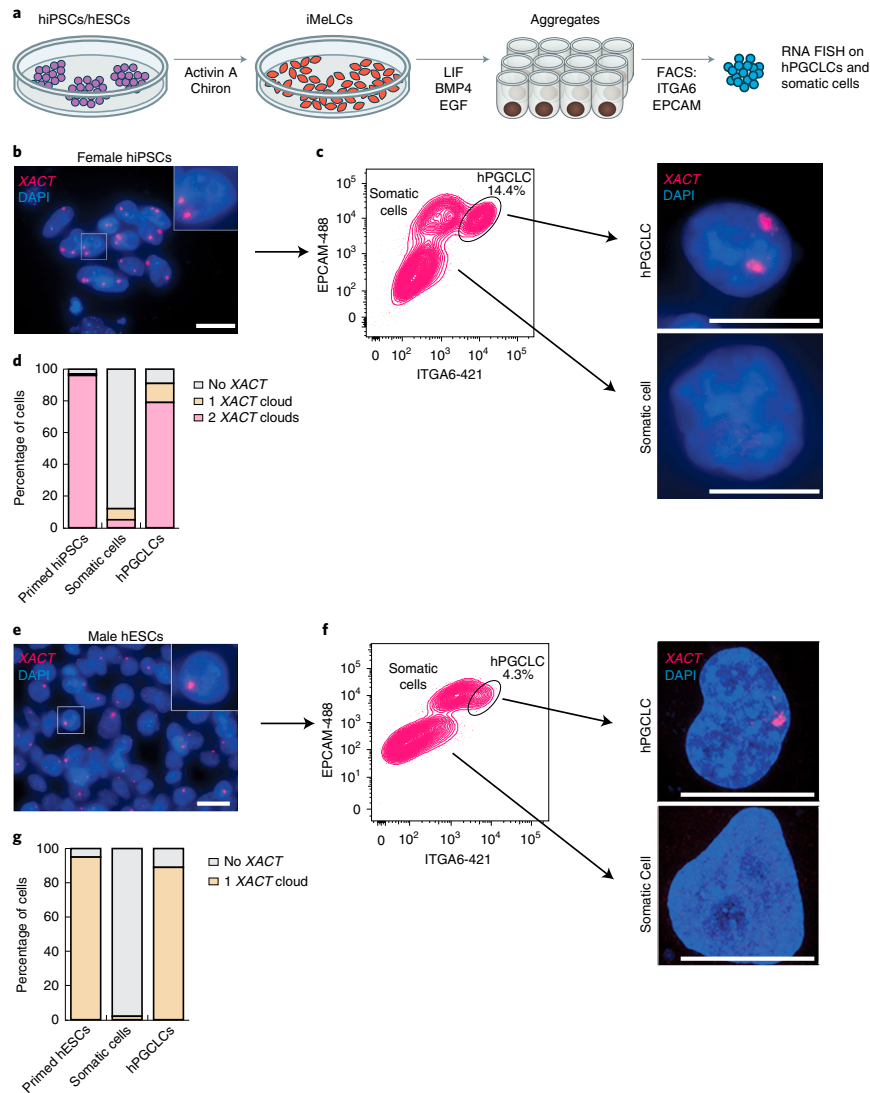 a
hiPSCs/hESCs
iMeLCs
Aggregates
Activin A
Chiron
LIF
BMP4
EGF
FACS:
ITGA6
EPCAM
RNA FISH on
hPGCLCs and
somatic cells
b
Female hiPSCs
XACT
DAPI
c
Somatic
cells
hPGCLC
14.4%
EPCAM-488
10⁵
10⁴
10³
10²
0
0 10² 10³ 10⁴ 10⁵
ITGA6-421
XACT
DAPI
hPGCLC
Somatic cell
d
Percentage of cells
100
80
60
40
20
0
No XACT
1 XACT cloud
2 XACT clouds
Primed hiPSCs
Somatic cells
hPGCLCs
e
Male hESCs
XACT
DAPI
f
Somatic
cells
hPGCLC
4.3%
EPCAM-488
10⁵
10⁴
10³
10²
10¹
0
0 10² 10³ 10⁴ 10⁵
ITGA6-421
XACT
DAPI
hPGCLC
Somatic Cell
g
Percentage of cells
100
80
60
40
20
0
No XACT
1 XACT cloud
Primed hESCs
Somatic cells
hPGCLCs